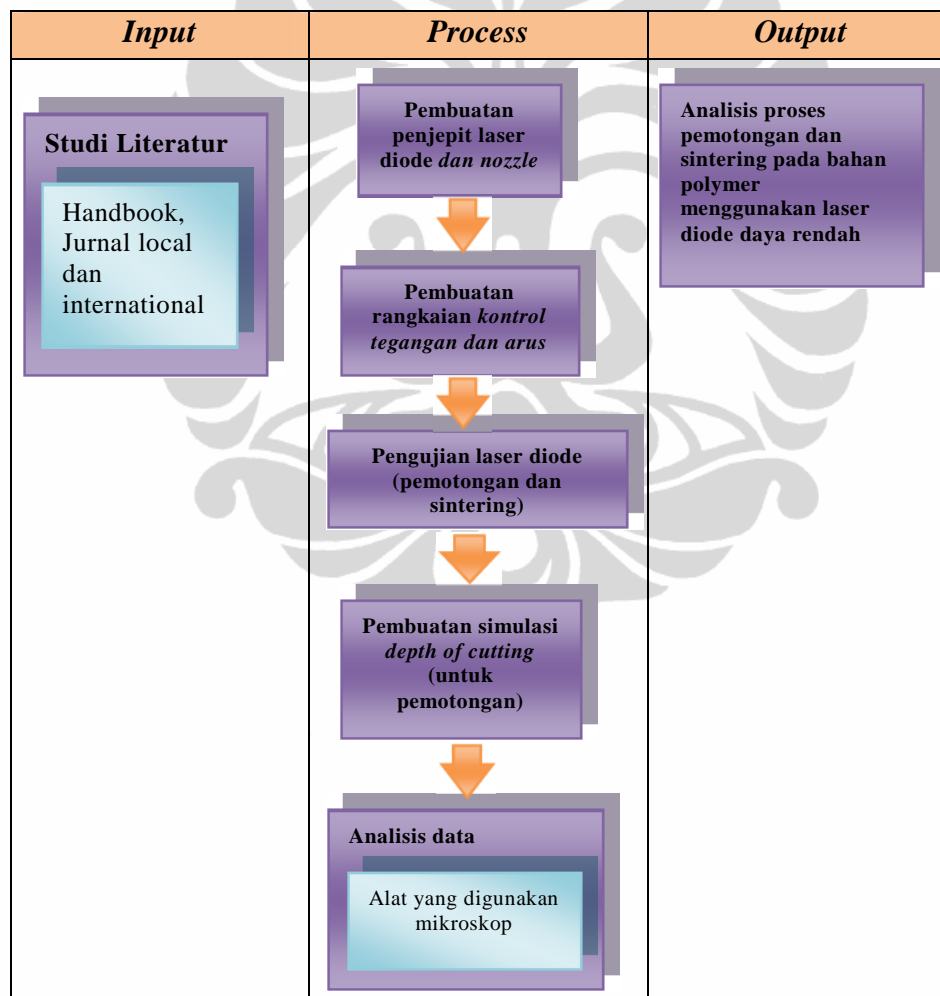 Input
Process
Output
Studi Literatur
Handbook,
Jurnal local
dan
international
Pembuatan
penjepit laser
diode dan nozzle
Pembuatan
rangkaian kontrol
tegangan dan arus
Pengujian laser diode
(pemotongan dan
sintering)
Pembuatan simulasi
depth of cutting
(untuk
pemotongan)
Analisis data
Alat yang digunakan
mikroskop
Analisis proses
pemotongan dan
sintering pada bahan
polymer
menggunakan laser
diode daya rendah